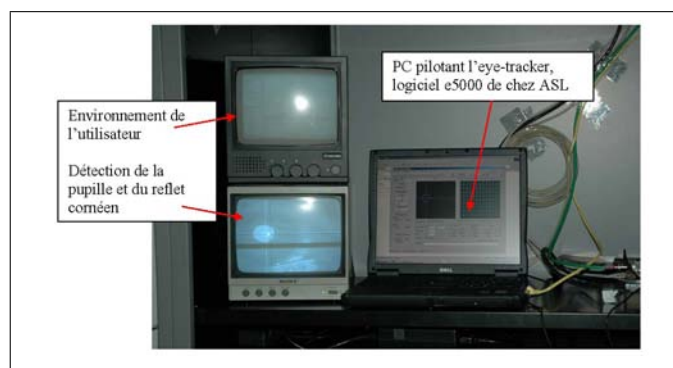 Environnement de
l'utilisateur
Détection de la
pupille et du reflet
cornéen
PC pilotant l'eye-tracker,
logiciel e5000 de chez ASL
DELL